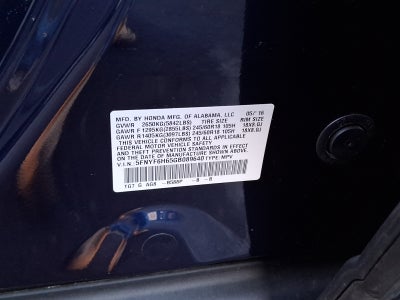 MFD. BY HONDA MFG. OF ALABAMA, LLC 05/16
GVWR 2650KG(5842LBS) TIRE SIZE RIM SIZE
GAWR F 1295KG(2855LBS) 245/60R18 105H 18X8.0J
GAWR R 1405KG(3097LBS) 245/60R18 105H 18X8.0J
THIS VEHICLE CONFORMS TO ALL APPLICABLE
FEDERAL MOTOR VEHICLE SAFETY AND
THEFT PREVENTION STANDARDS IN EFFECT ON
THE DATE OF MANUFACTURE SHOWN ABOVE.
V.I.N. 5FNYF6H65GB089640 TYPE: MPV